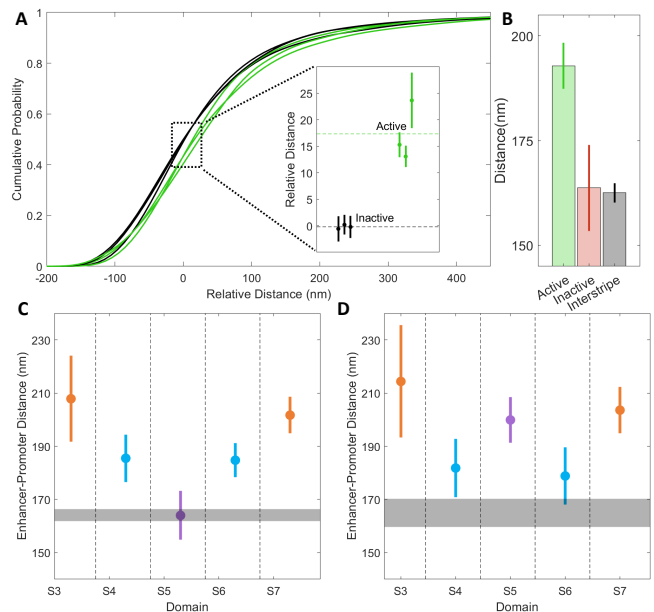 A
Cumulative Probability
1
0.8
0.6
0.4
0.2
0
-200
-100
0
100
200
300
400
Relative Distance (nm)
Relative Distance
25
20
15
10
5
0
Active
Inactive
B
Distance(nm)
200
175
150
Active
Inactive
Interstripe
C
Enhancer-Promoter Distance (nm)
230
210
190
170
150
S3
S4
S5
S6
S7
Domain
D
Enhancer-Promoter Distance (nm)
230
210
190
170
150
S3
S4
S5
S6
S7
Domain